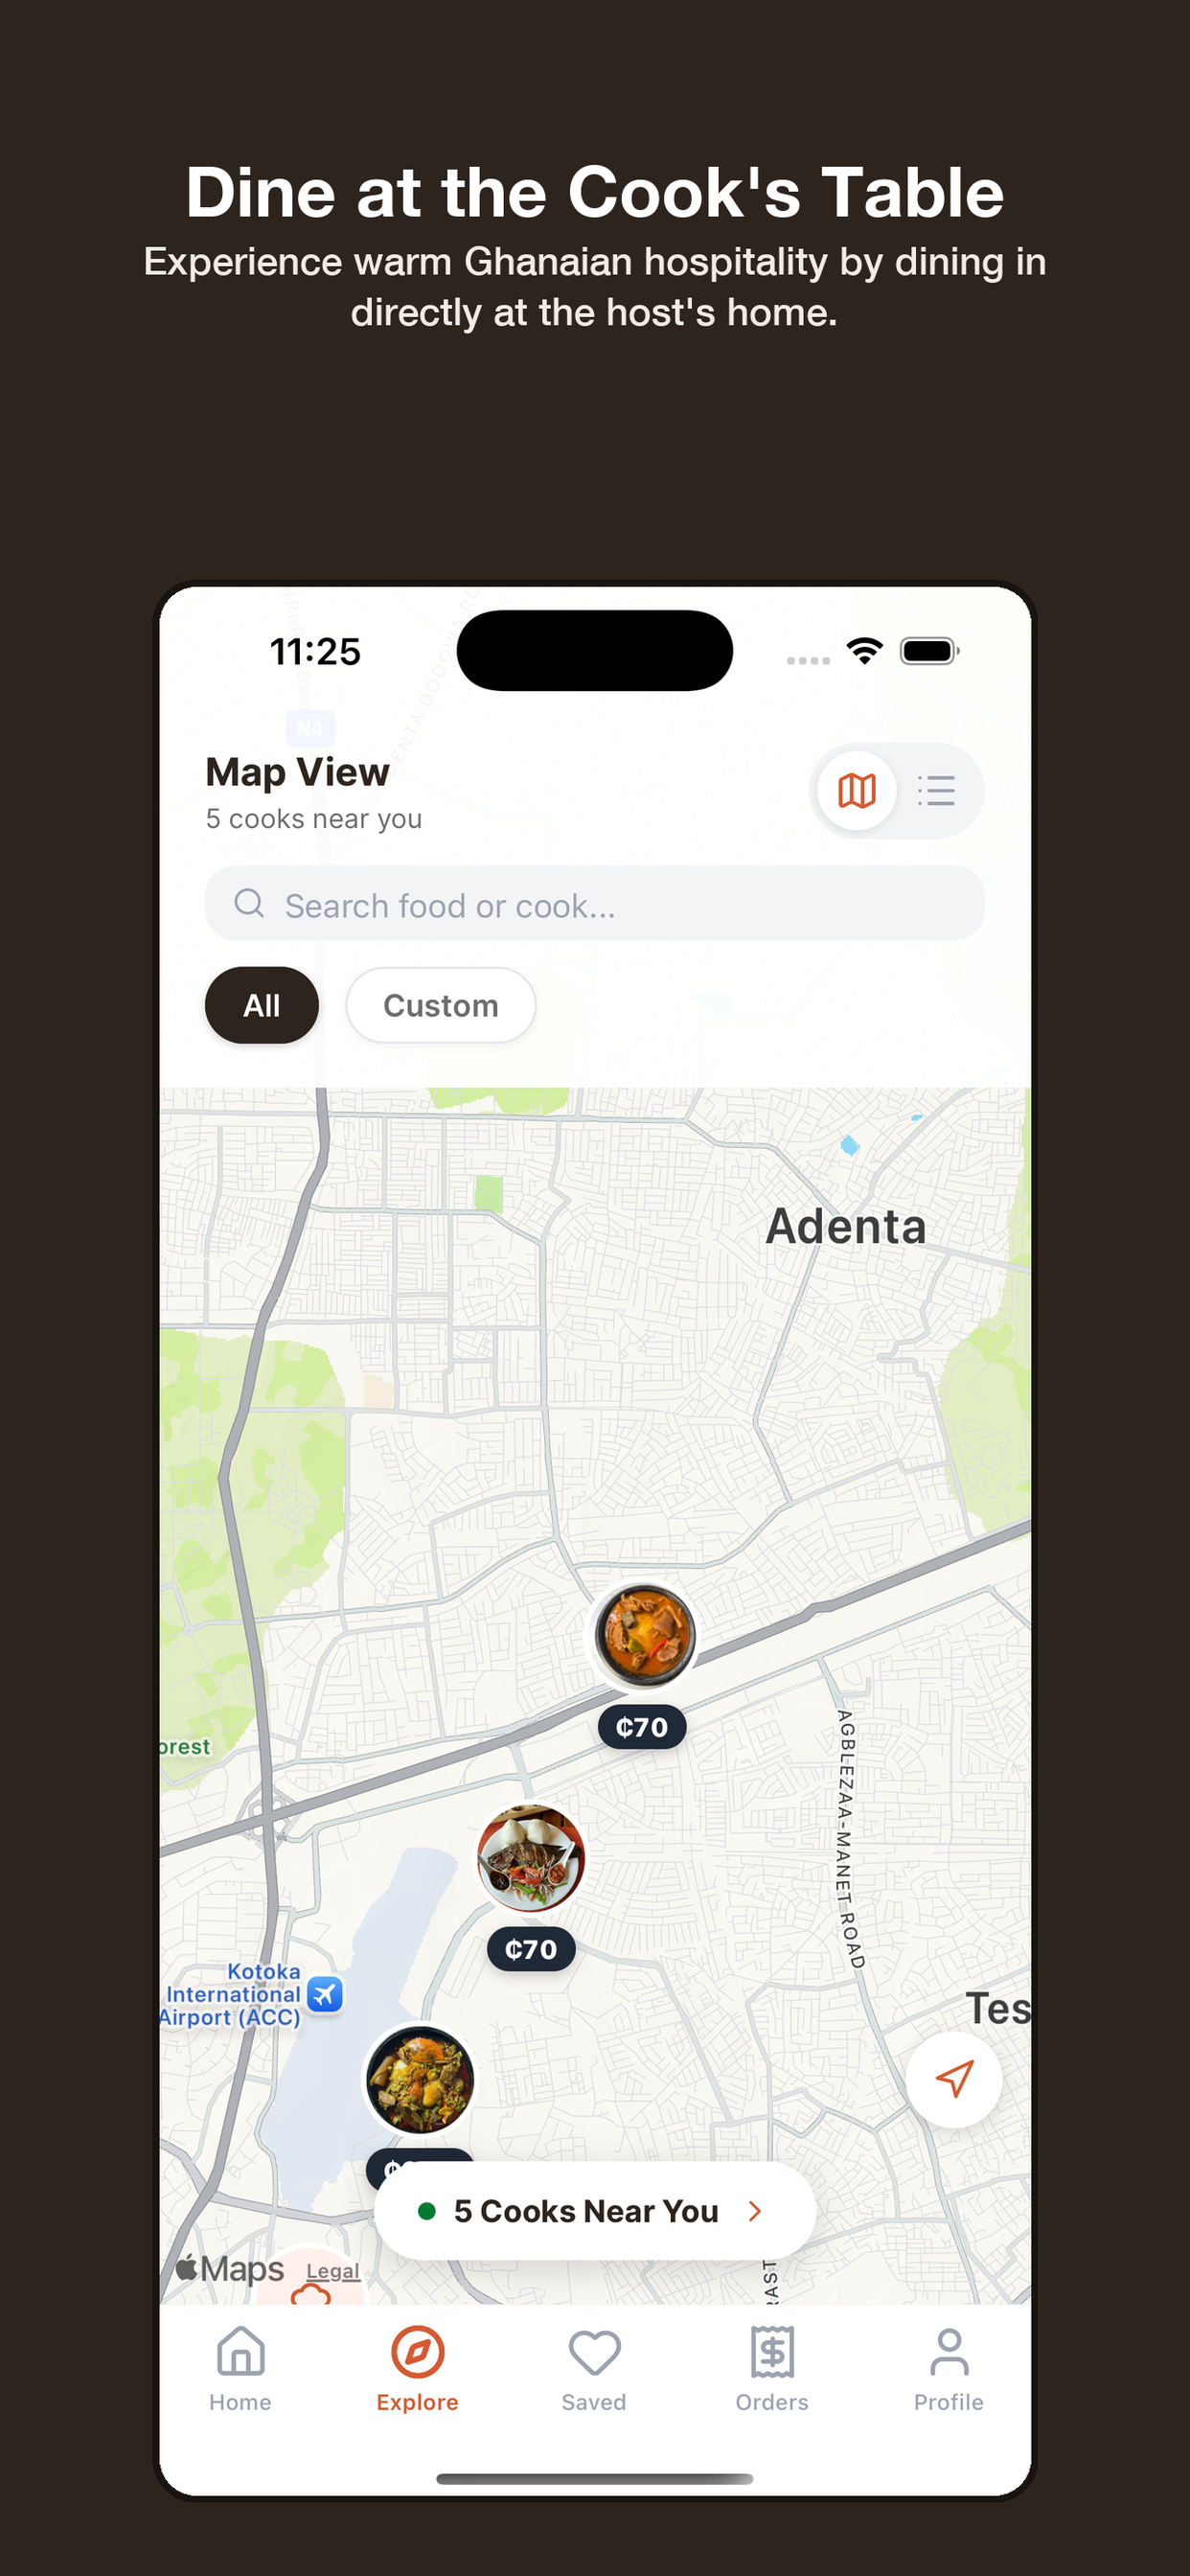 Dine at the Cook's Table
Experience warm Ghanaian hospitality by dining in
directly at the host's home.
11:25
N4
Map View
5 cooks near you
Search food or cook...
All
Custom
Adenta
₵70
orest
AGBLEZAA-MANET ROAD
₵70
Kotoka
International
Airport (ACC)
Tes
5 Cooks Near You
Maps
Legal
Home
Explore
Saved
Orders
Profile